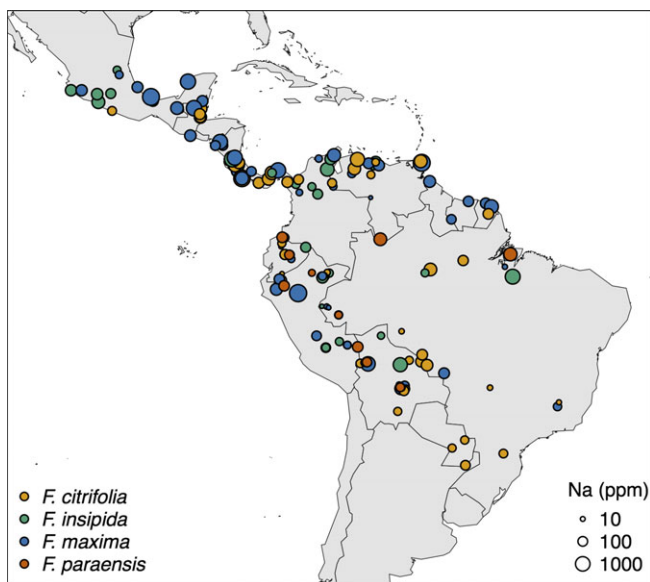 F. citrifolia
F. insipida
F. maxima
F. paraensis
Na (ppm)
10
100
1000